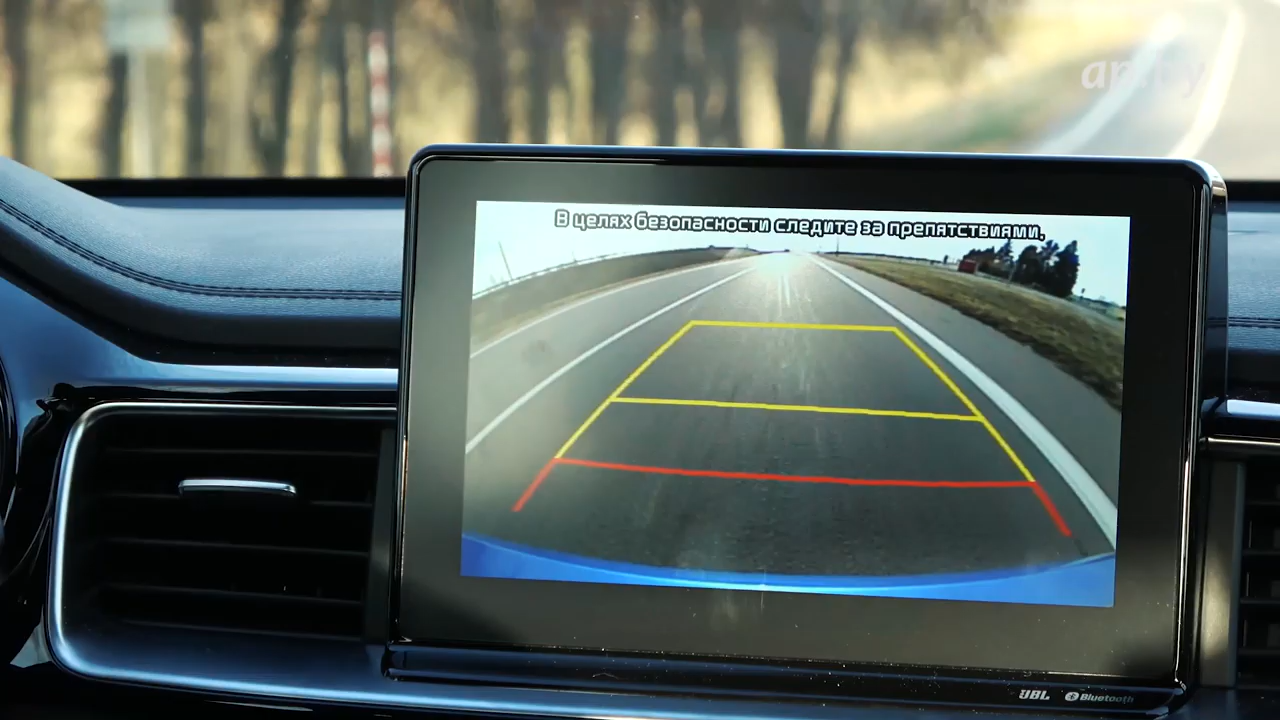 В целях безопасности следите за препятствиями.
JBL
Bluetooth